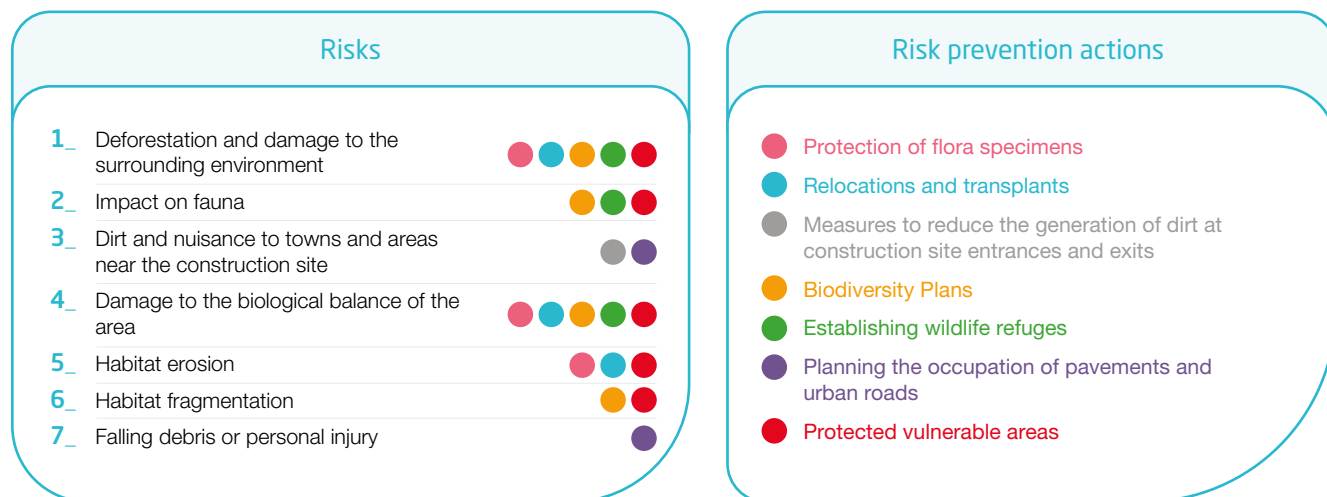 Risks
1_ Deforestation and damage to the
surrounding environment
2_ Impact on fauna
3_ Dirt and nuisance to towns and areas
near the construction site
4_ Damage to the biological balance of the
area
5_ Habitat erosion
6_ Habitat fragmentation
7_ Falling debris or personal injury
Risk prevention actions
Protection of flora specimens
Relocations and transplants
Measures to reduce the generation of dirt at
construction site entrances and exits
Biodiversity Plans
Establishing wildlife refuges
Planning the occupation of pavements and
urban roads
Protected vulnerable areas